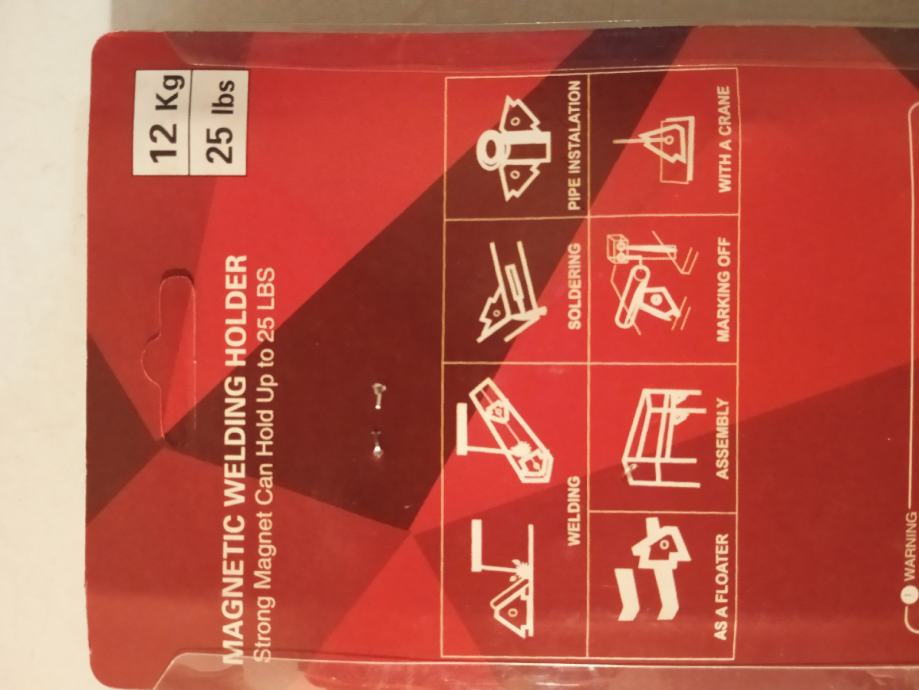 MAGNETIC WELDING HOLDER
Strong Magnet Can Hold Up to 25 LBS
12 Kg
25 lbs
WELDING
SOLDERING
PIPE INSTALATION
AS A FLOATER
ASSEMBLY
MARKING OFF
WITH A CRANE
WARNING